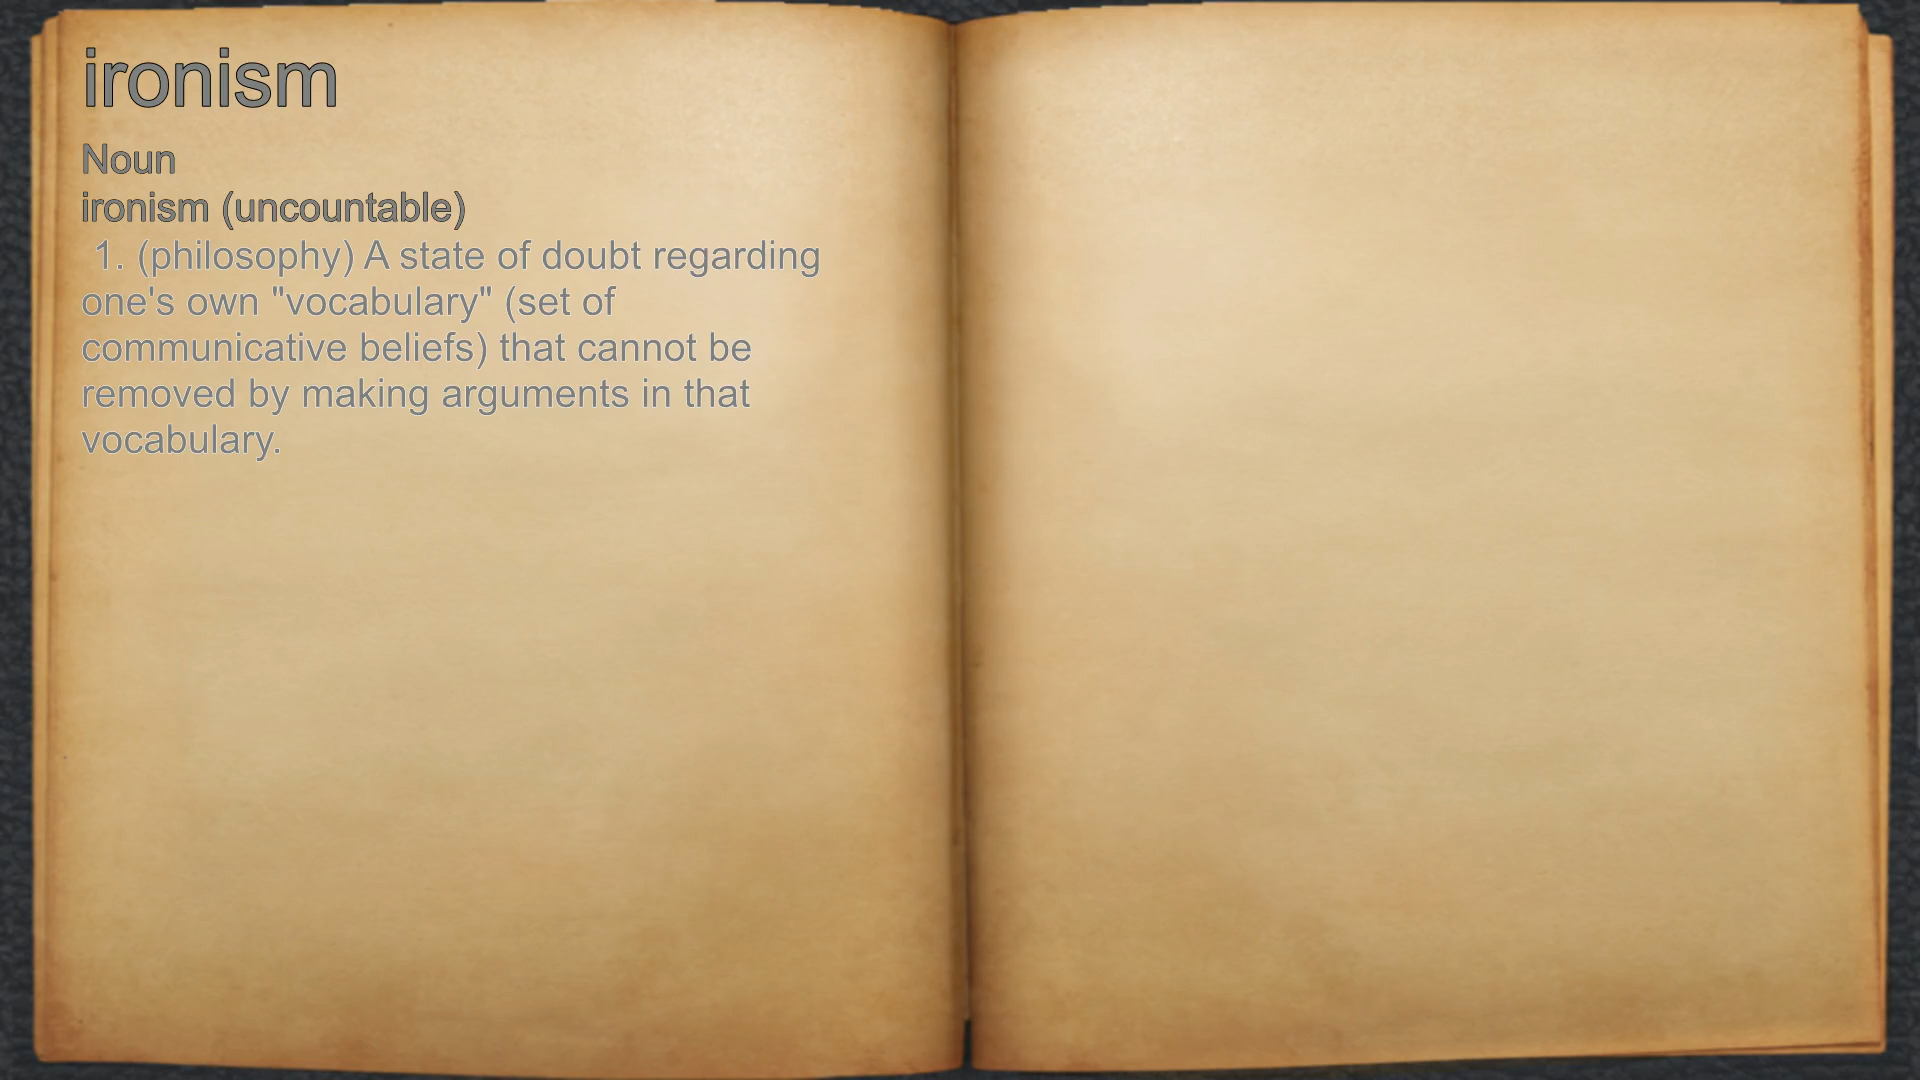 ironism
Noun
ironism (uncountable)
1. (philosophy) A state of doubt regarding
one's own "vocabulary" (set of
communicative beliefs) that cannot be
removed by making arguments in that
vocabulary.